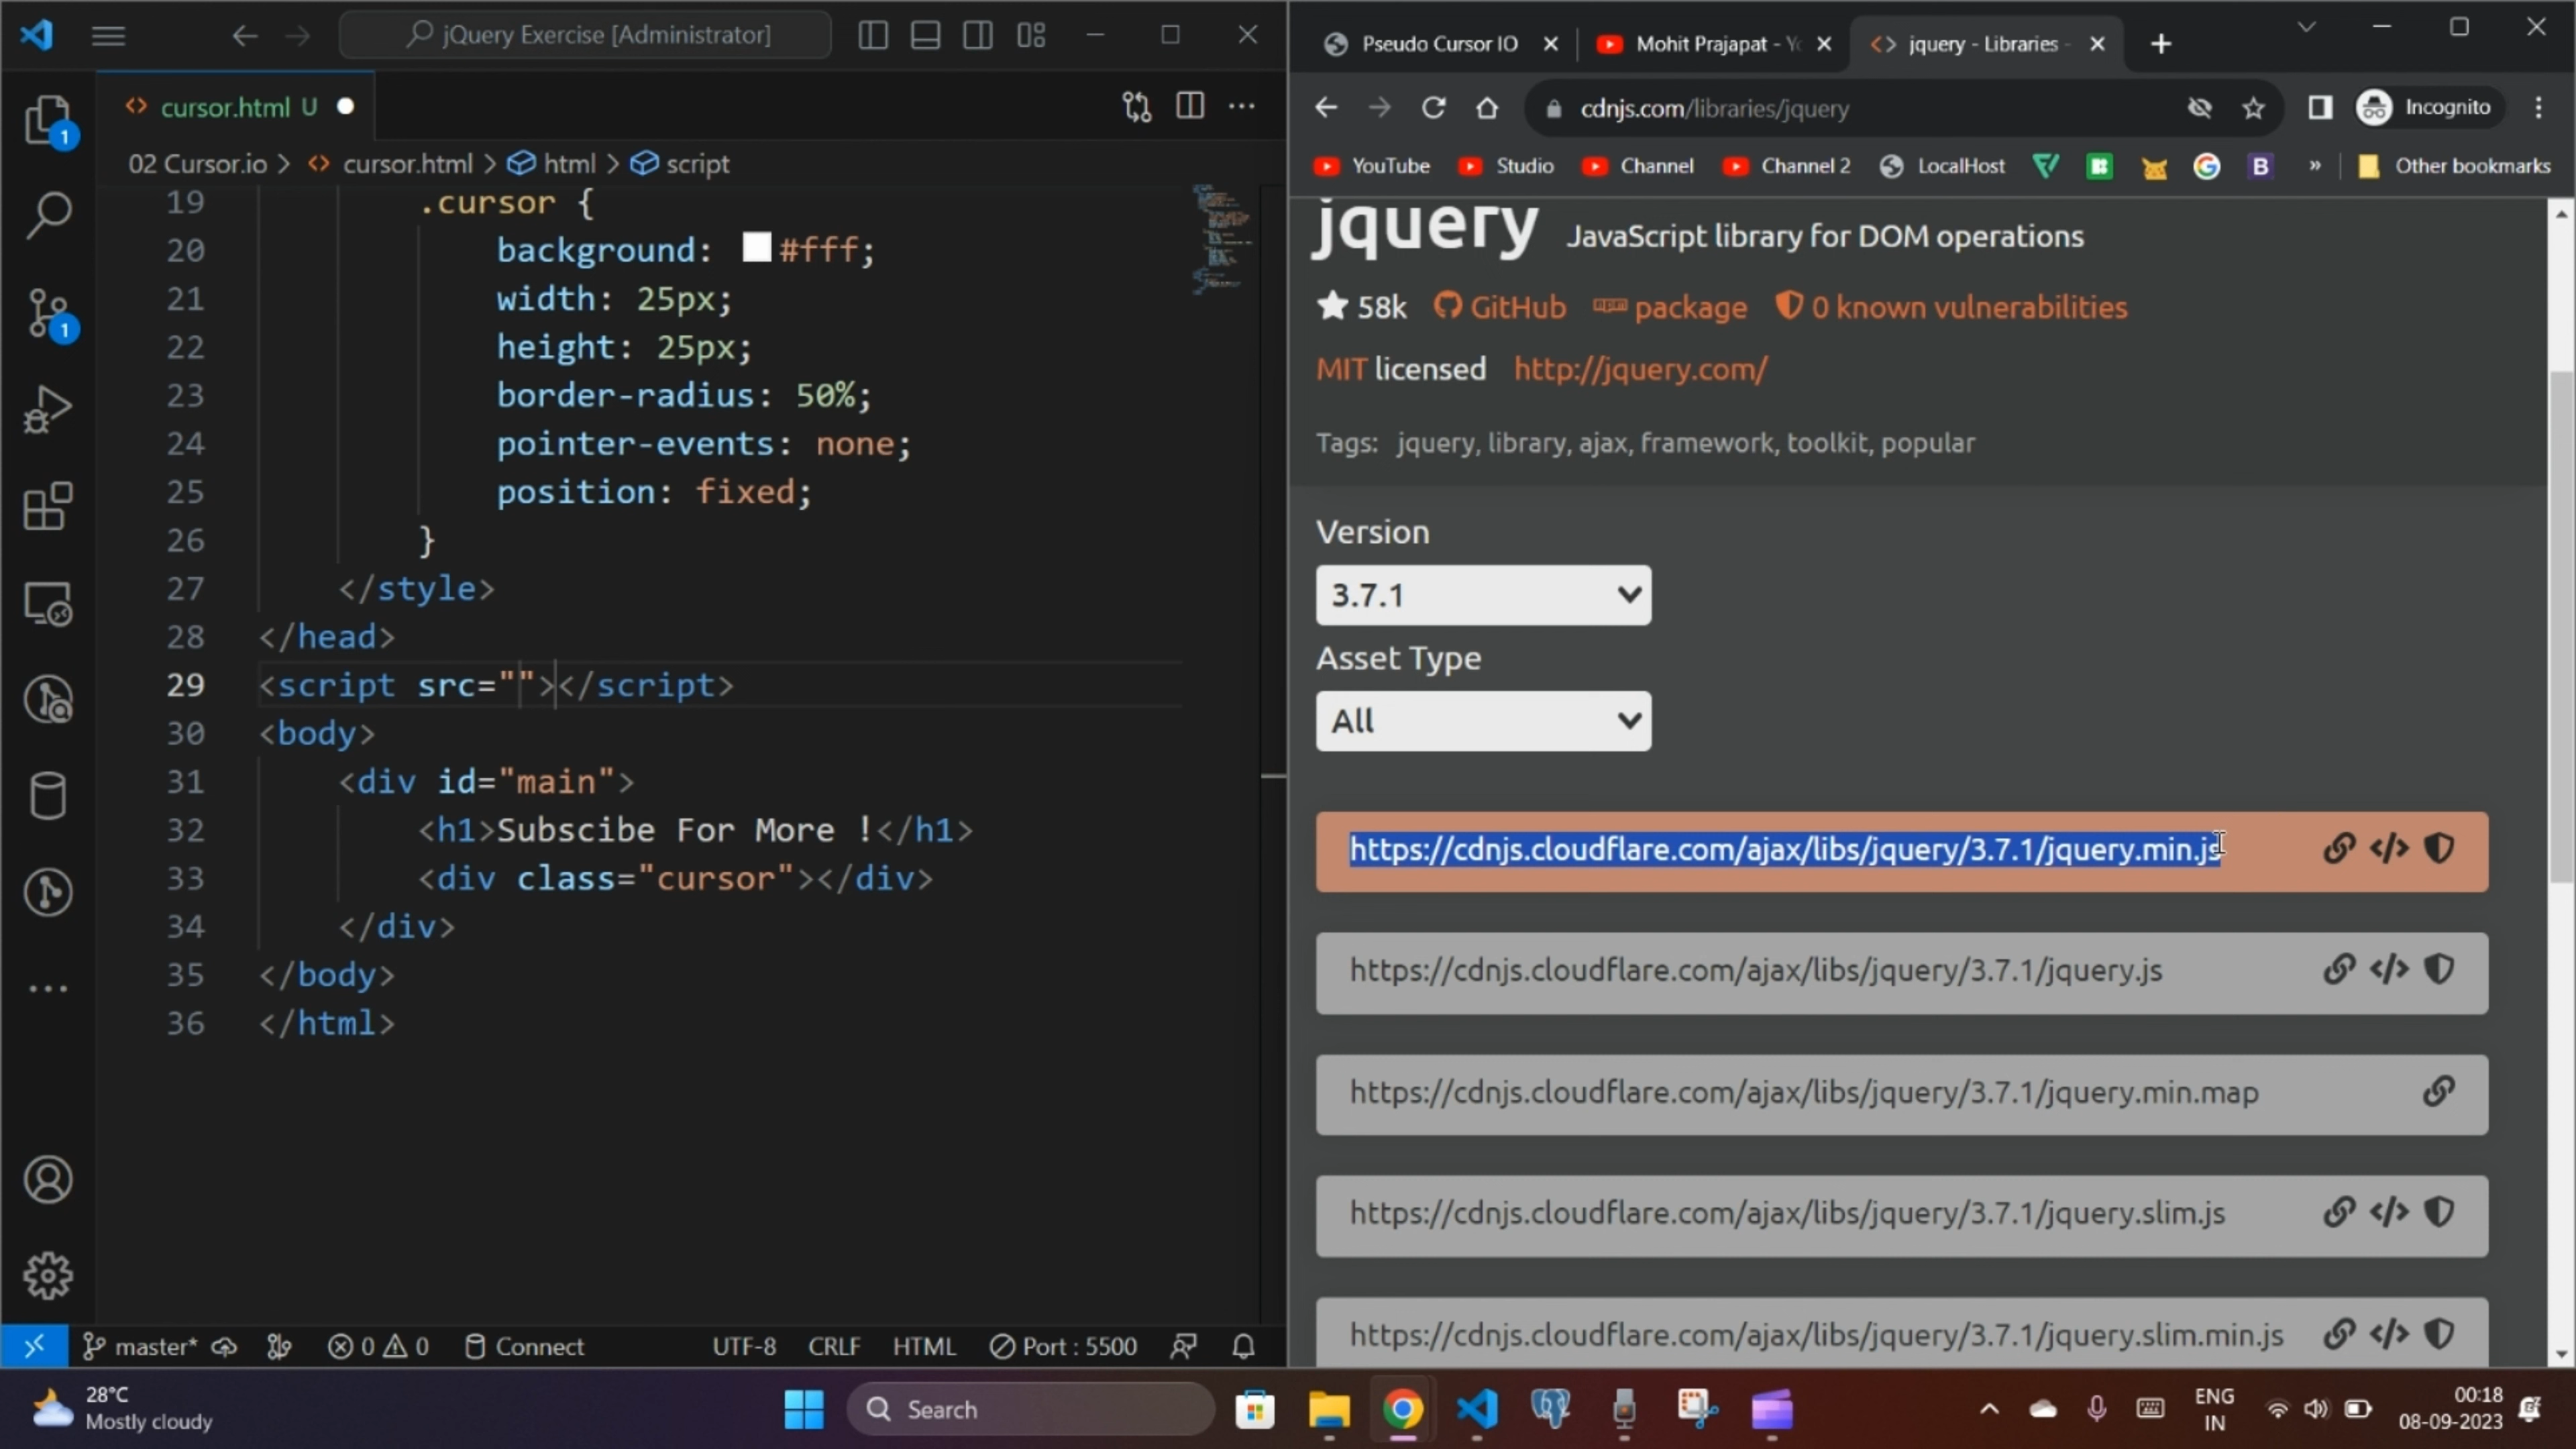 jQuery Exercise [Administrator]
cursor.html U
02 Cursor.io > cursor.html > html > script
1
1
19 .cursor {
20 background: #fff;
21 width: 25px;
22 height: 25px;
23 border-radius: 50%;
24 pointer-events: none;
25 position: fixed;
26 }
27 </style>
28 </head>
29 <script src=""></script>
30 <body>
31 <div id="main">
32 <h1>Subscibe For More !</h1>
33 <div class="cursor"></div>
34 </div>
35 </body>
36 </html>
master* 0 0 Connect UTF-8 CRLF HTML Port : 5500
Pseudo Cursor IO
Mohit Prajapat -
jquery - Libraries -
cdnjs.com/libraries/jquery
Incognito
YouTube Studio Channel Channel 2 LocalHost B » Other bookmarks
jquery JavaScript library for DOM operations
58k GitHub package 0 known vulnerabilities
MIT licensed http://jquery.com/
Tags: jquery, library, ajax, framework, toolkit, popular
Version
3.7.1
Asset Type
All
https://cdnjs.cloudflare.com/ajax/libs/jquery/3.7.1/jquery.min.js
https://cdnjs.cloudflare.com/ajax/libs/jquery/3.7.1/jquery.js
https://cdnjs.cloudflare.com/ajax/libs/jquery/3.7.1/jquery.min.map
https://cdnjs.cloudflare.com/ajax/libs/jquery/3.7.1/jquery.slim.js
https://cdnjs.cloudflare.com/ajax/libs/jquery/3.7.1/jquery.slim.min.js
28°C
Mostly cloudy
Search
ENG
IN
00:18
08-09-2023